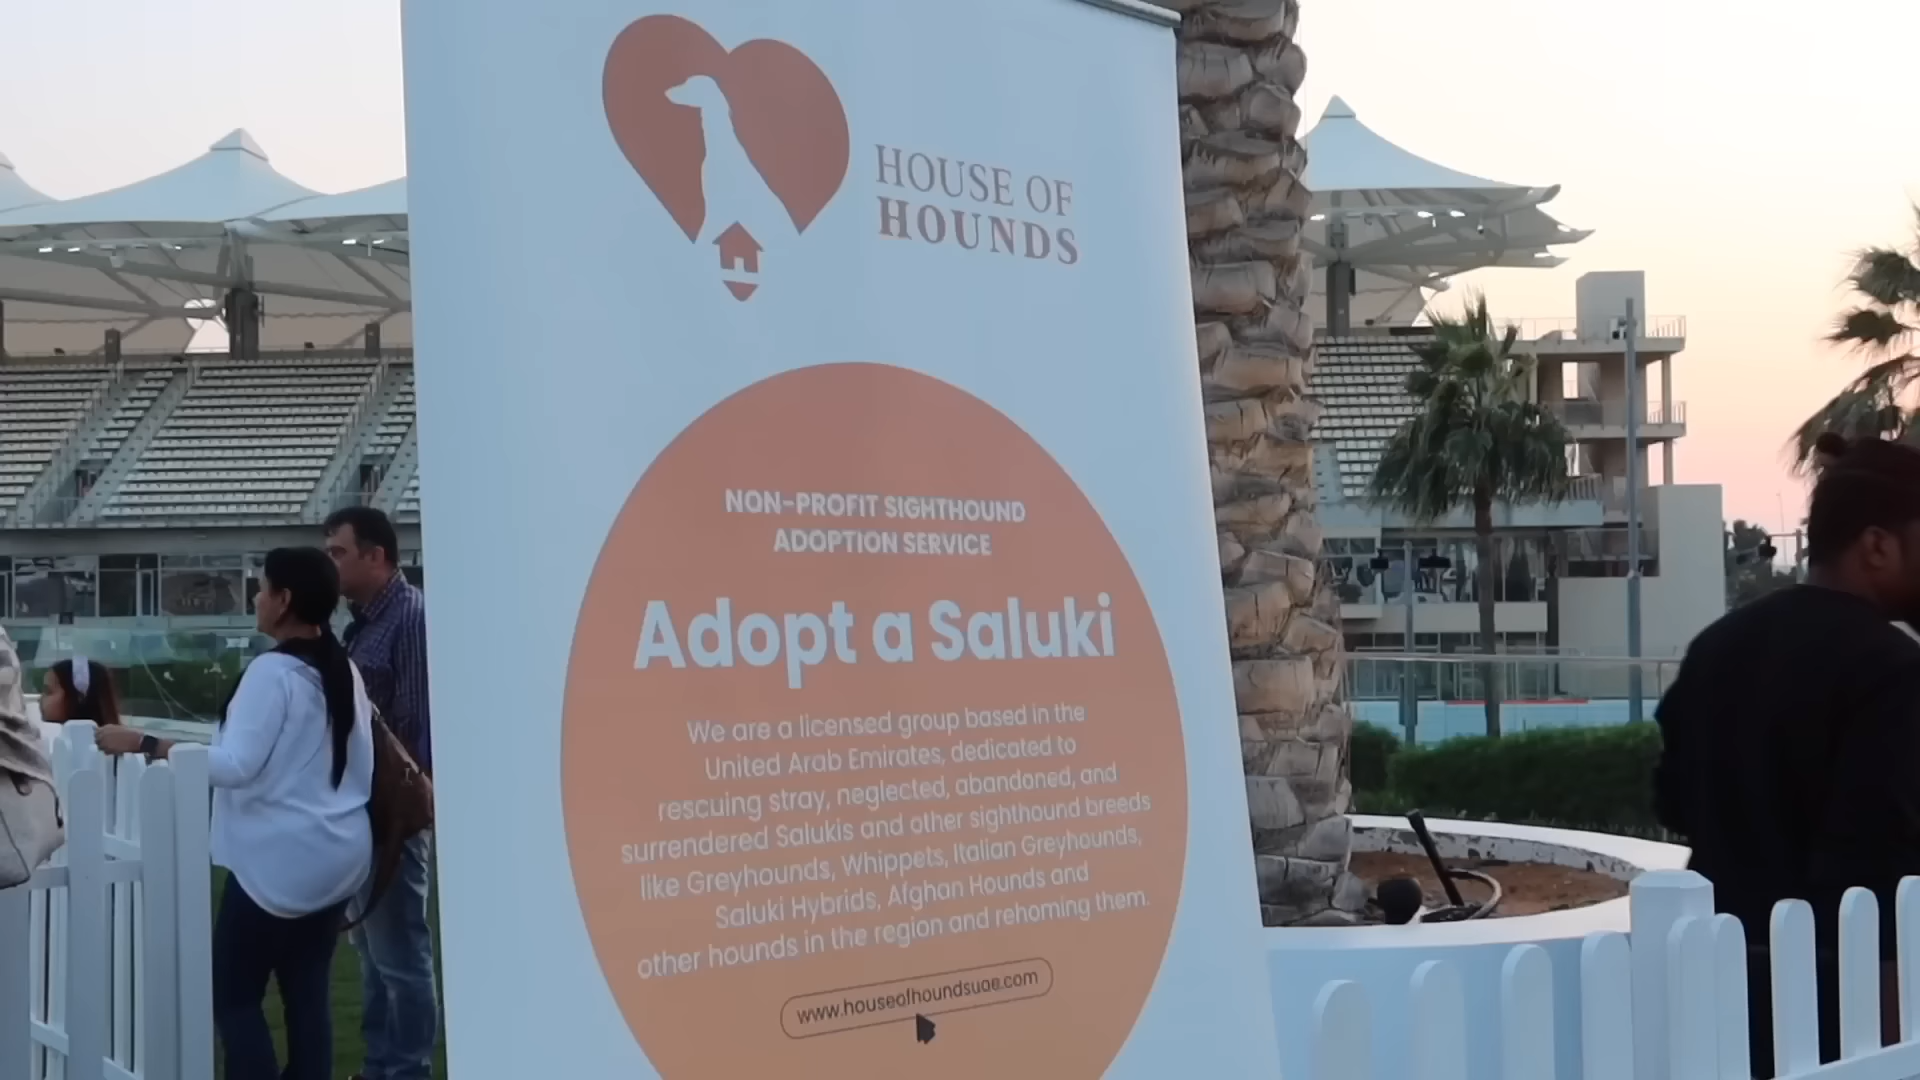 HOUSE OF
HOUNDS
NON-PROFIT SIGHTHOUND
ADOPTION SERVICE
Adopt a Saluki
We are a licensed group based in the
United Arab Emirates, dedicated to
rescuing stray, neglected, abandoned, and
surrendered Salukis and other sighthound breeds
like Greyhounds, Whippets, Italian Greyhounds,
Saluki Hybrids, Afghan Hounds and
other hounds in the region and rehoming them.
www.houseofhoundsuae.com